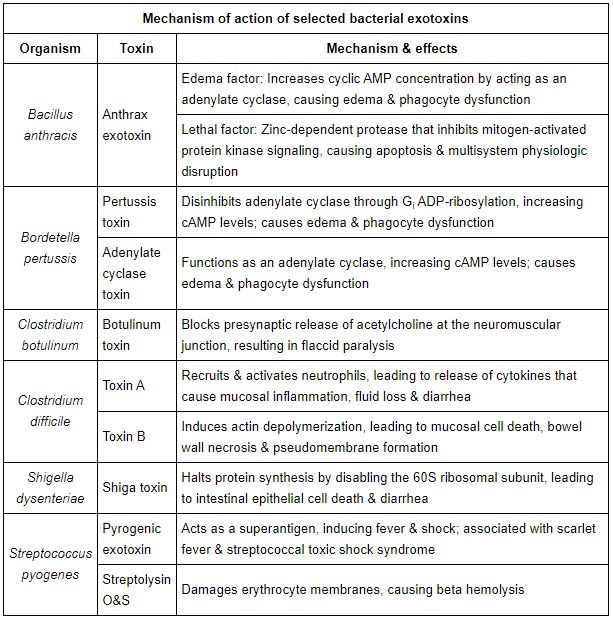 Mechanism of action of selected bacterial exotoxins
Organism
Toxin
Mechanism & effects
Bacillus
anthracis
Anthrax
exotoxin
Edema factor: Increases cyclic AMP concentration by acting as an
adenylate cyclase, causing edema & phagocyte dysfunction
Lethal factor: Zinc-dependent protease that inhibits mitogen-activated
protein kinase signaling, causing apoptosis & multisystem physiologic
disruption
Bordetella
pertussis
Pertussis
toxin
Disinhibits adenylate cyclase through Gi ADP-ribosylation, increasing
cAMP levels; causes edema & phagocyte dysfunction
Adenylate
cyclase
toxin
Functions as an adenylate cyclase, increasing cAMP levels; causes
edema & phagocyte dysfunction
Clostridium
botulinum
Botulinum
toxin
Blocks presynaptic release of acetylcholine at the neuromuscular
junction, resulting in flaccid paralysis
Clostridium
difficile
Toxin A
Recruits & activates neutrophils, leading to release of cytokines that
cause mucosal inflammation, fluid loss & diarrhea
Toxin B
Induces actin depolymerization, leading to mucosal cell death, bowel
wall necrosis & pseudomembrane formation
Shigella
dysenteriae
Shiga toxin
Halts protein synthesis by disabling the 60S ribosomal subunit, leading
to intestinal epithelial cell death & diarrhea
Streptococcus
pyogenes
Pyrogenic
exotoxin
Acts as a superantigen, inducing fever & shock; associated with scarlet
fever & streptococcal toxic shock syndrome
Streptolysin
O&S
Damages erythrocyte membranes, causing beta hemolysis